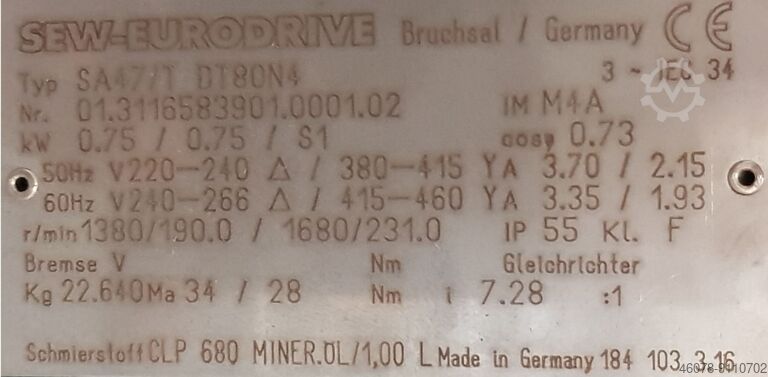 SEW-EURODRIVE Bruchsal / Germany CE
Typ SA47/T DT80N4 3 ~ IEC 34
Nr. 01.3116583901.0001.02 IM M4A
kW 0.75 / 0.75 / S1 cosφ 0.73
50Hz V220-240 Δ / 380-415 Y A 3.70 / 2.15
60Hz V240-266 Δ / 415-460 Y A 3.35 / 1.93
r/min 1380/190.0 / 1680/231.0 IP 55 Kl. F
Bremse V Nm Gleichrichter
Kg 22.640 Ma 34 / 28 Nm i 7.28 :1
Schmierstoff CLP 680 MINER.ÖL/1,00 L Made in Germany 184 103.3.16
46078-9110702